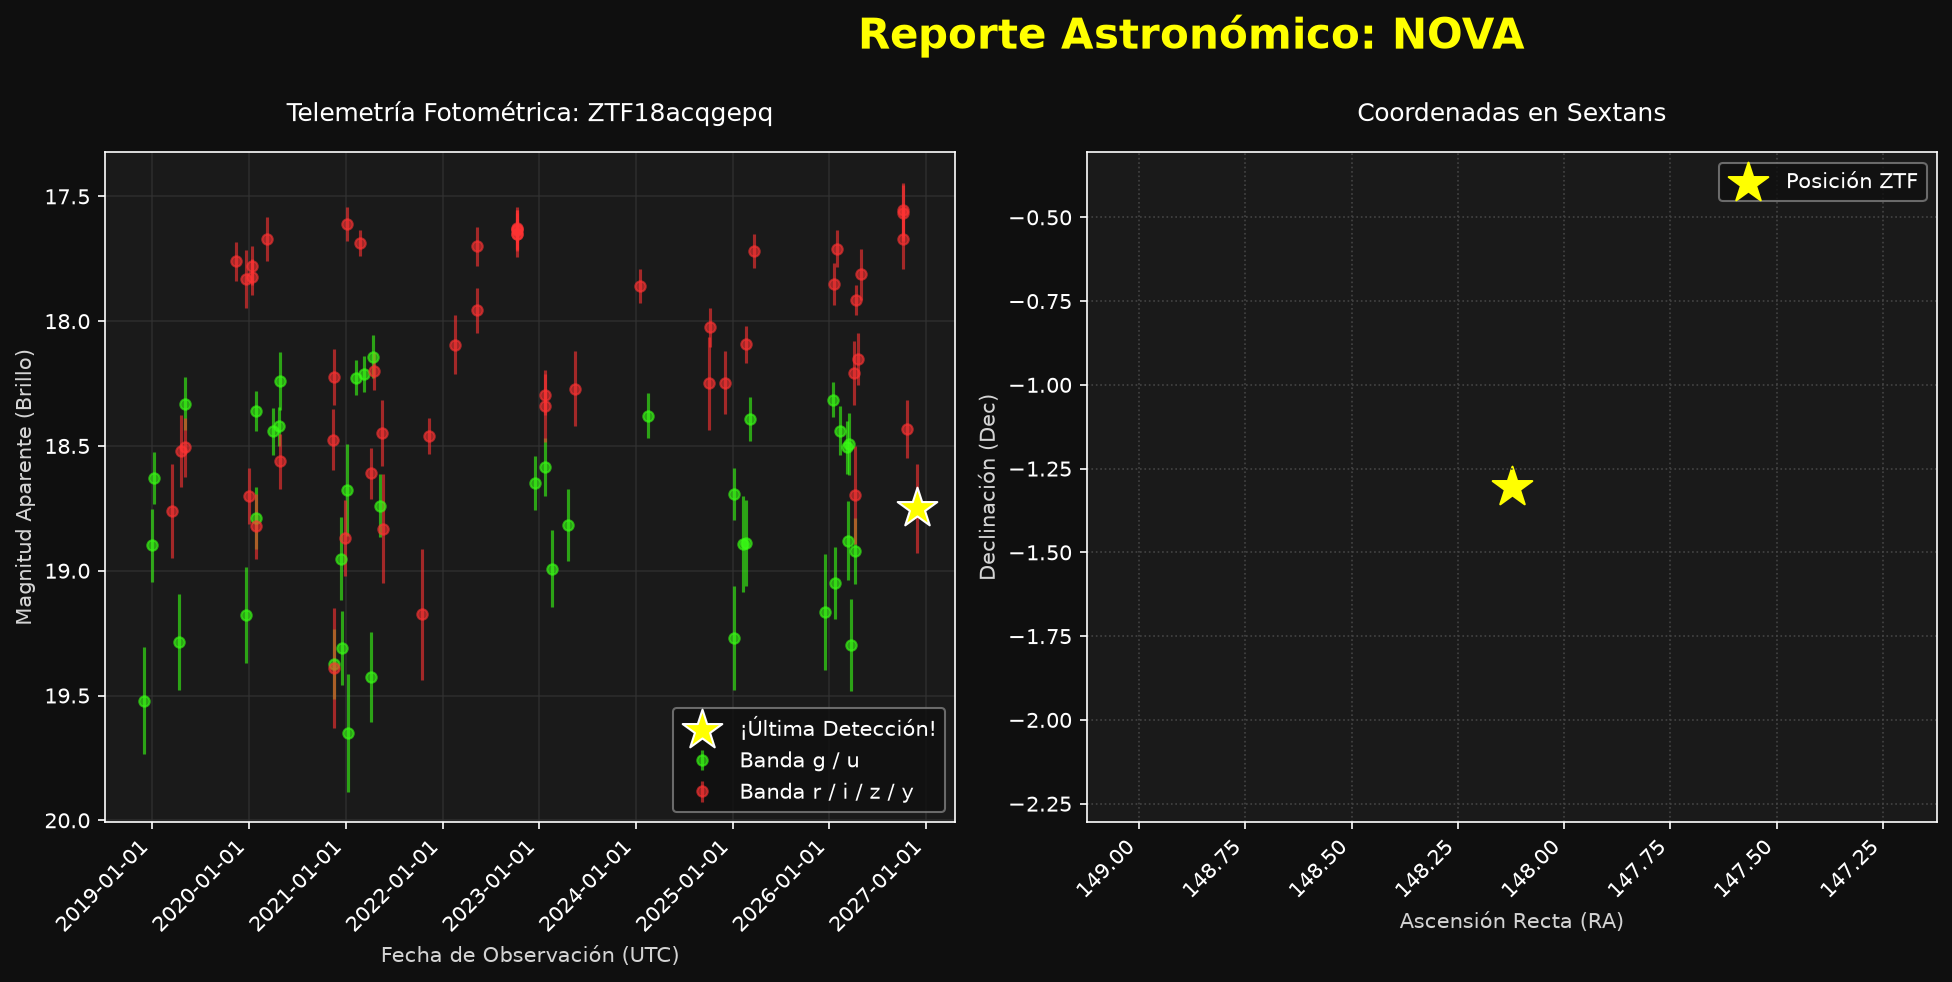 Reporte Astronómico: NOVA
Telemetría Fotométrica: ZTF18acqgepq
Magnitud Aparente (Brillo)
17.5
18.0
18.5
19.0
19.5
20.0
¡Última Detección!
Banda g / u
Banda r / i / z / y
2019-01-01
2020-01-01
2021-01-01
2022-01-01
2023-01-01
2024-01-01
2025-01-01
2026-01-01
2027-01-01
Fecha de Observación (UTC)
Coordenadas en Sextans
Posición ZTF
Declinación (Dec)
−0.50
−0.75
−1.00
−1.25
−1.50
−1.75
−2.00
−2.25
149.00
148.75
148.50
148.25
148.00
147.75
147.50
147.25
Ascensión Recta (RA)